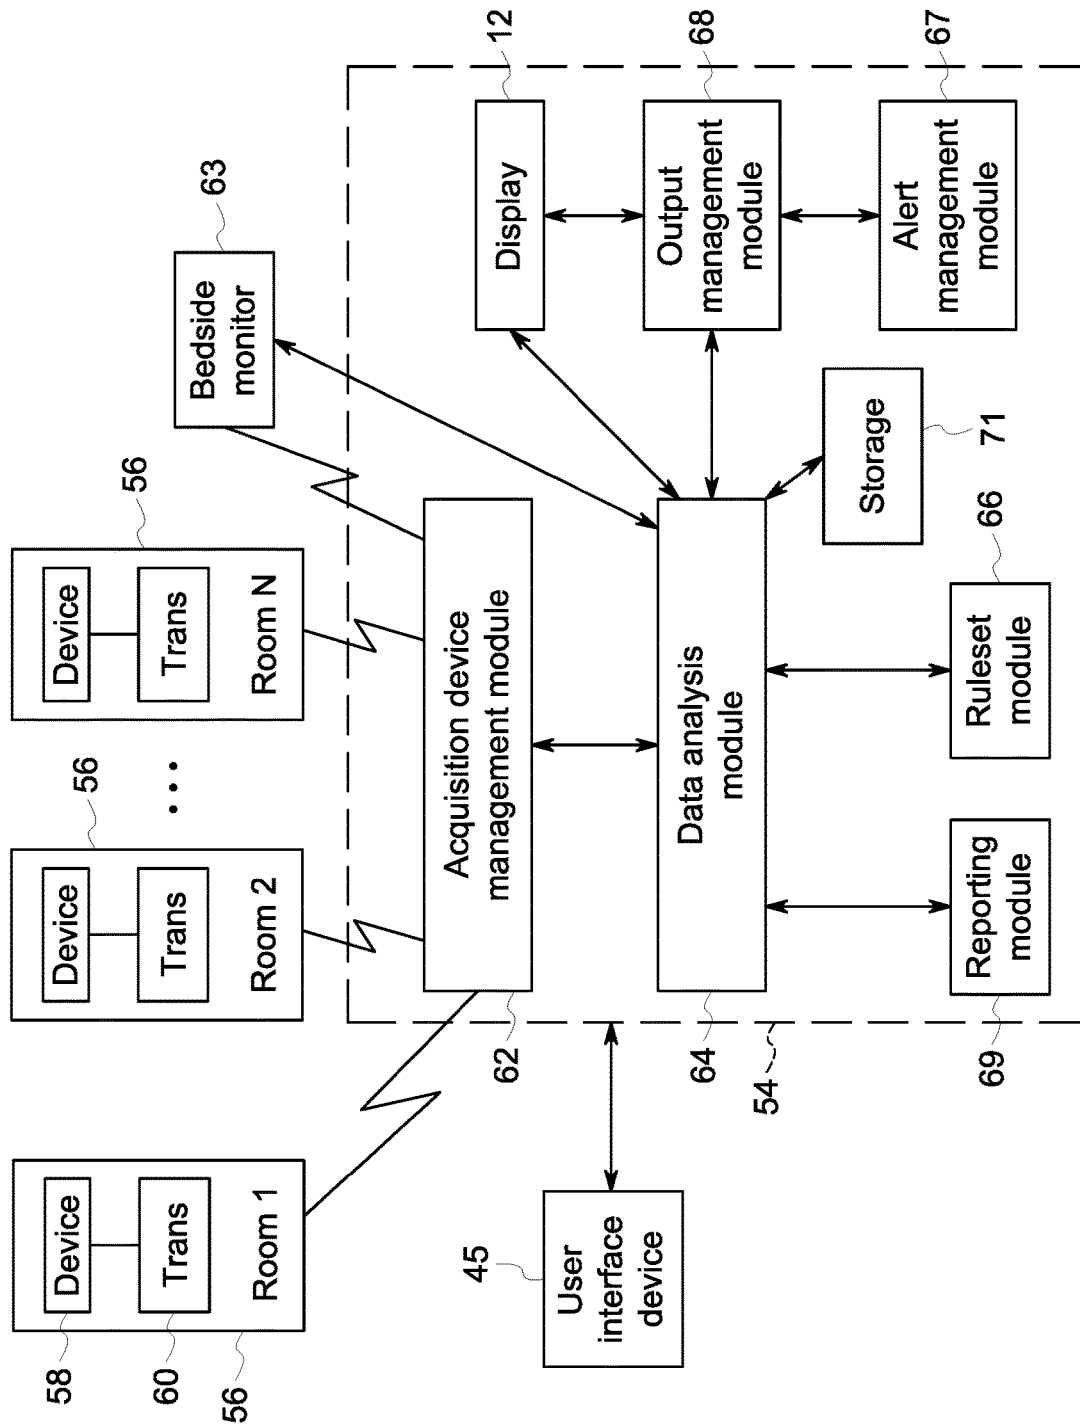 58
Device
60
Trans
Room 1
56
Device
Trans
Room 2
56
• • •
Device
Trans
Room N
56
Bedside
monitor
63
45
User
interface
device
54
Acquisition device
management module
62
Data analysis
module
64
Display
12
Output
management
module
68
Alert
management
module
67
Storage
71
Ruleset
module
66
Reporting
module
69